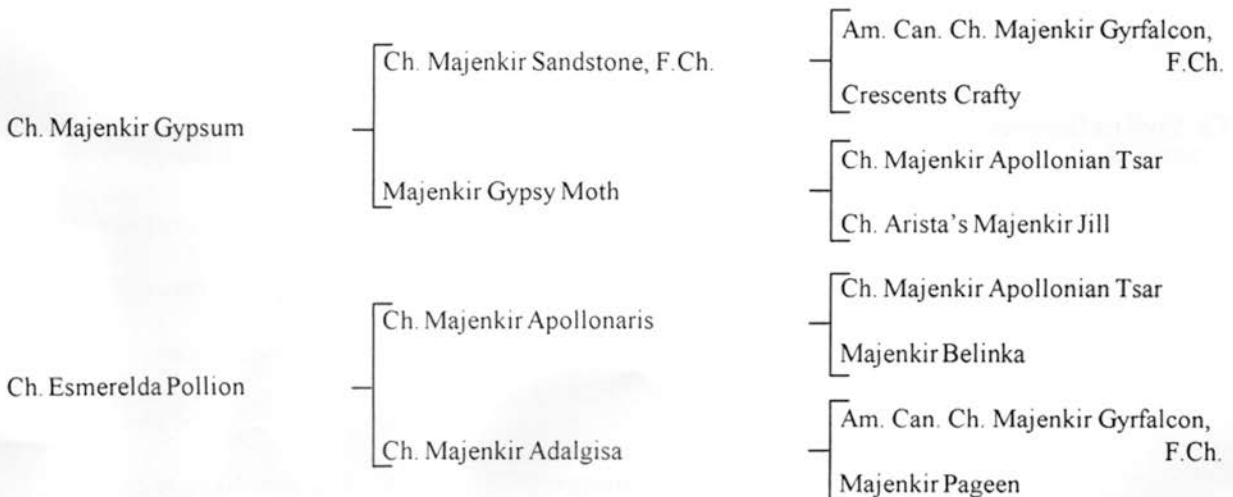 Am. Can. Ch. Majenkir Gyrfalcon,
F.Ch.
Ch. Majenkir Sandstone, F.Ch.
Crescents Crafty
Ch. Majenkir Gypsum
Ch. Majenkir Apollonian Tsar
Majenkir Gypsy Moth
Ch. Arista's Majenkir Jill
Ch. Majenkir Apollonian Tsar
Ch. Majenkir Apollonaris
Majenkir Belinka
Ch. Esmerelda Pollion
Am. Can. Ch. Majenkir Gyrfalcon,
F.Ch.
Ch. Majenkir Adalgisa
Majenkir Pageen